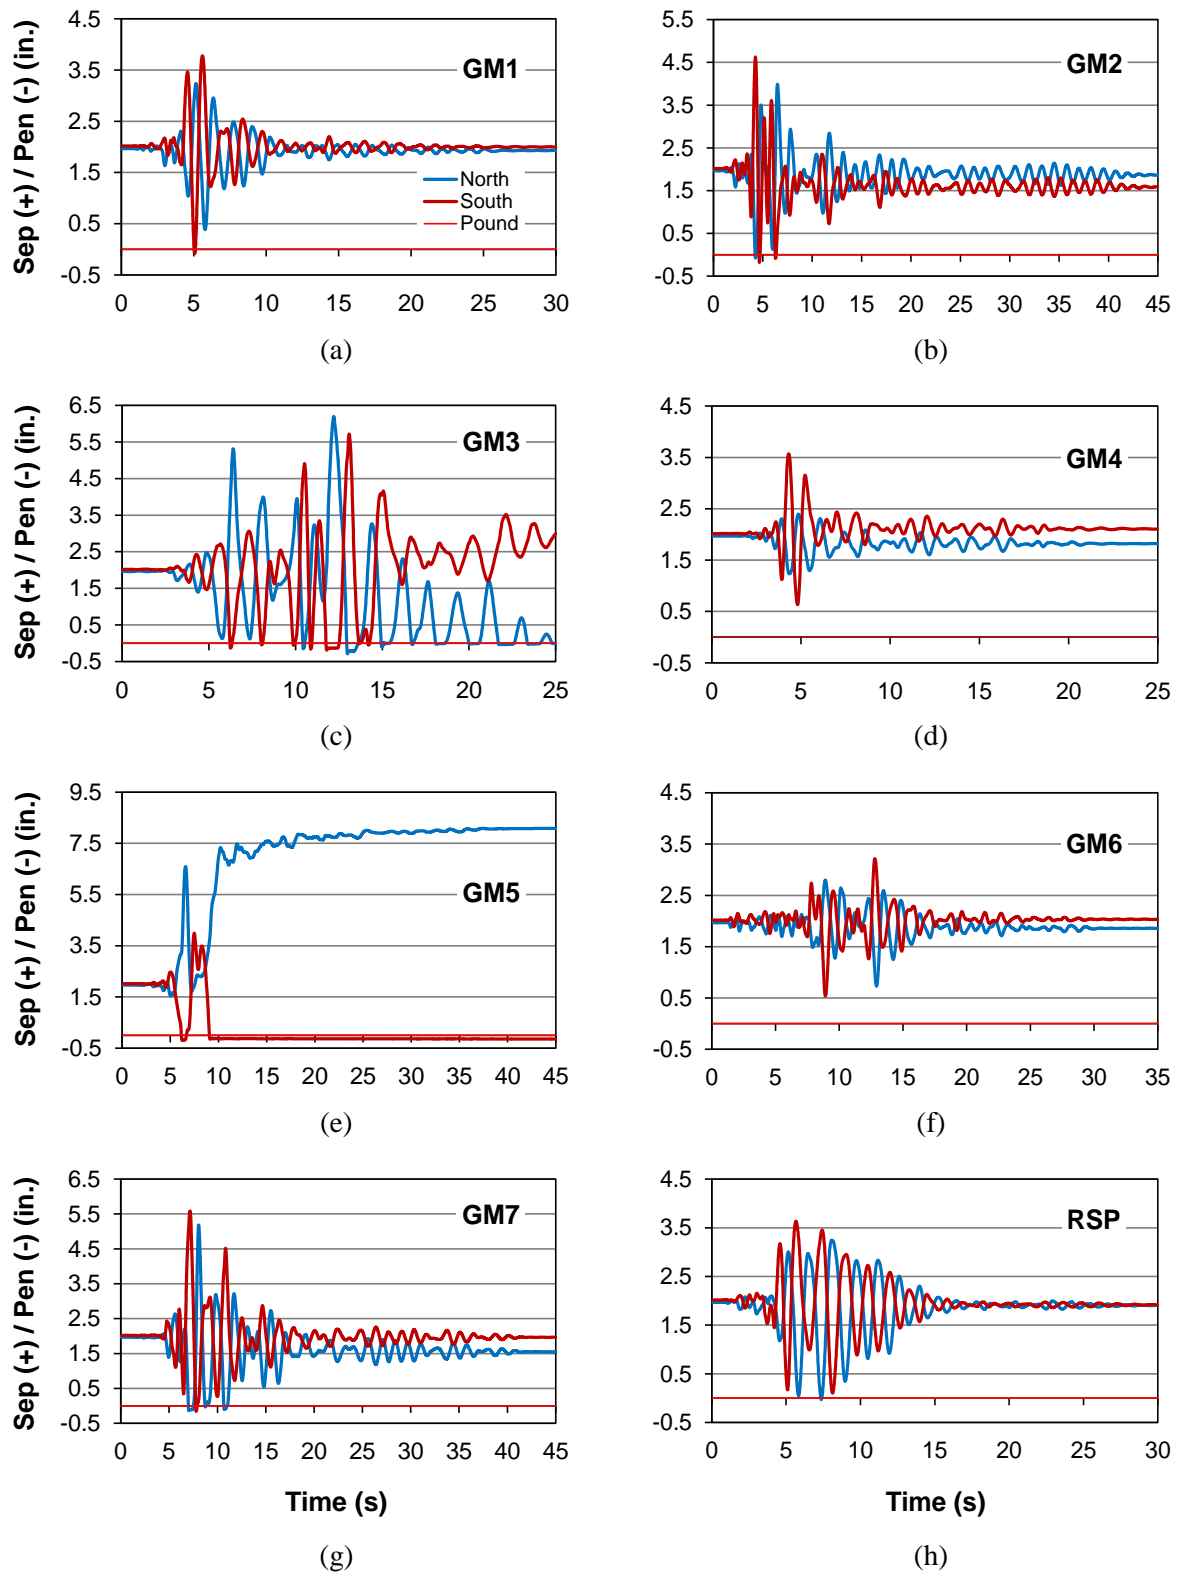 Sep (+) / Pen (-) (in.)
4.5
3.5
2.5
1.5
0.5
-0.5
GM1
North
South
Pound
0 5 10 15 20 25 30
(a)
5.5
4.5
3.5
2.5
1.5
0.5
-0.5
GM2
0 5 10 15 20 25 30 35 40 45
(b)
Sep (+) / Pen (-) (in.)
6.5
5.5
4.5
3.5
2.5
1.5
0.5
-0.5
GM3
0 5 10 15 20 25
(c)
4.5
3.5
2.5
1.5
0.5
-0.5
GM4
0 5 10 15 20 25
(d)
Sep (+) / Pen (-) (in.)
9.5
7.5
5.5
3.5
1.5
-0.5
GM5
0 5 10 15 20 25 30 35 40 45
(e)
4.5
3.5
2.5
1.5
0.5
-0.5
GM6
0 5 10 15 20 25 30 35
(f)
Sep (+) / Pen (-) (in.)
6.5
5.5
4.5
3.5
2.5
1.5
0.5
-0.5
GM7
0 5 10 15 20 25 30 35 40 45
Time (s)
(g)
4.5
3.5
2.5
1.5
0.5
-0.5
RSP
0 5 10 15 20 25 30
Time (s)
(h)